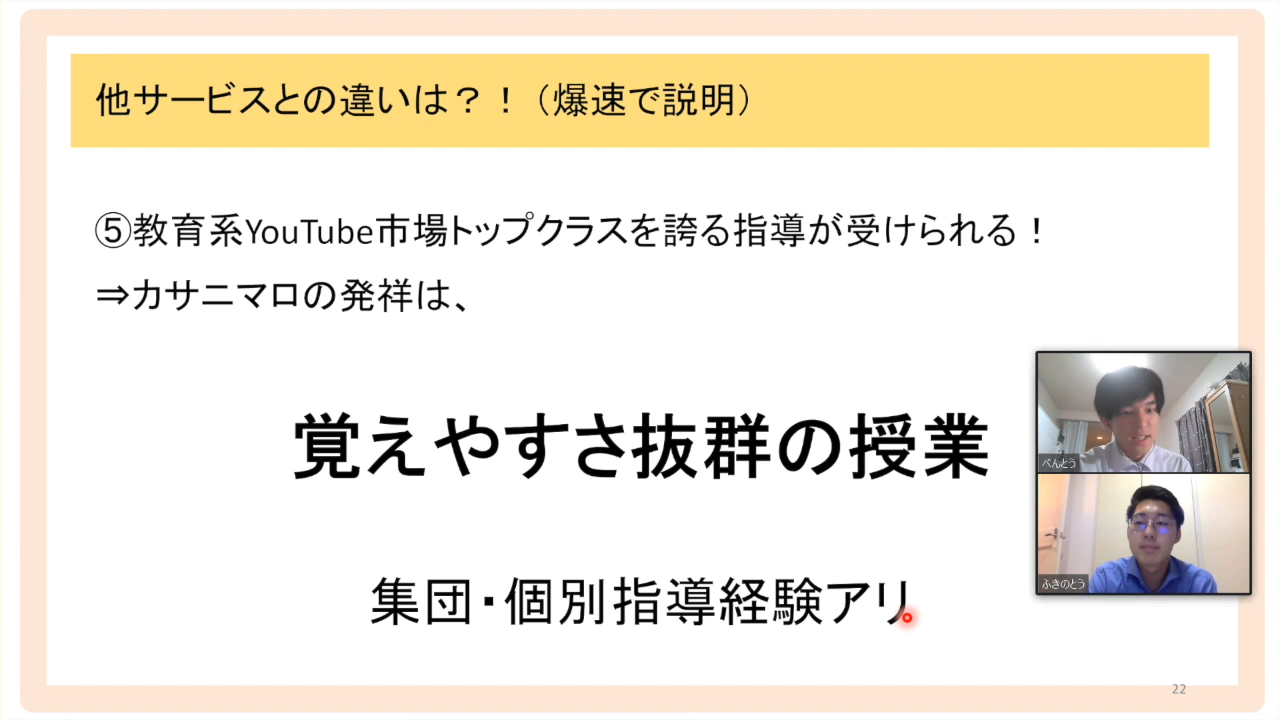 他サービスとの違いは？！（爆速で説明）
⑤教育系YouTube市場トップクラスを誇る指導が受けられる！
⇒カサニマロの発祥は、
覚えやすさ抜群の授業
集団・個別指導経験アリ
べんとう
ふきのとう
22